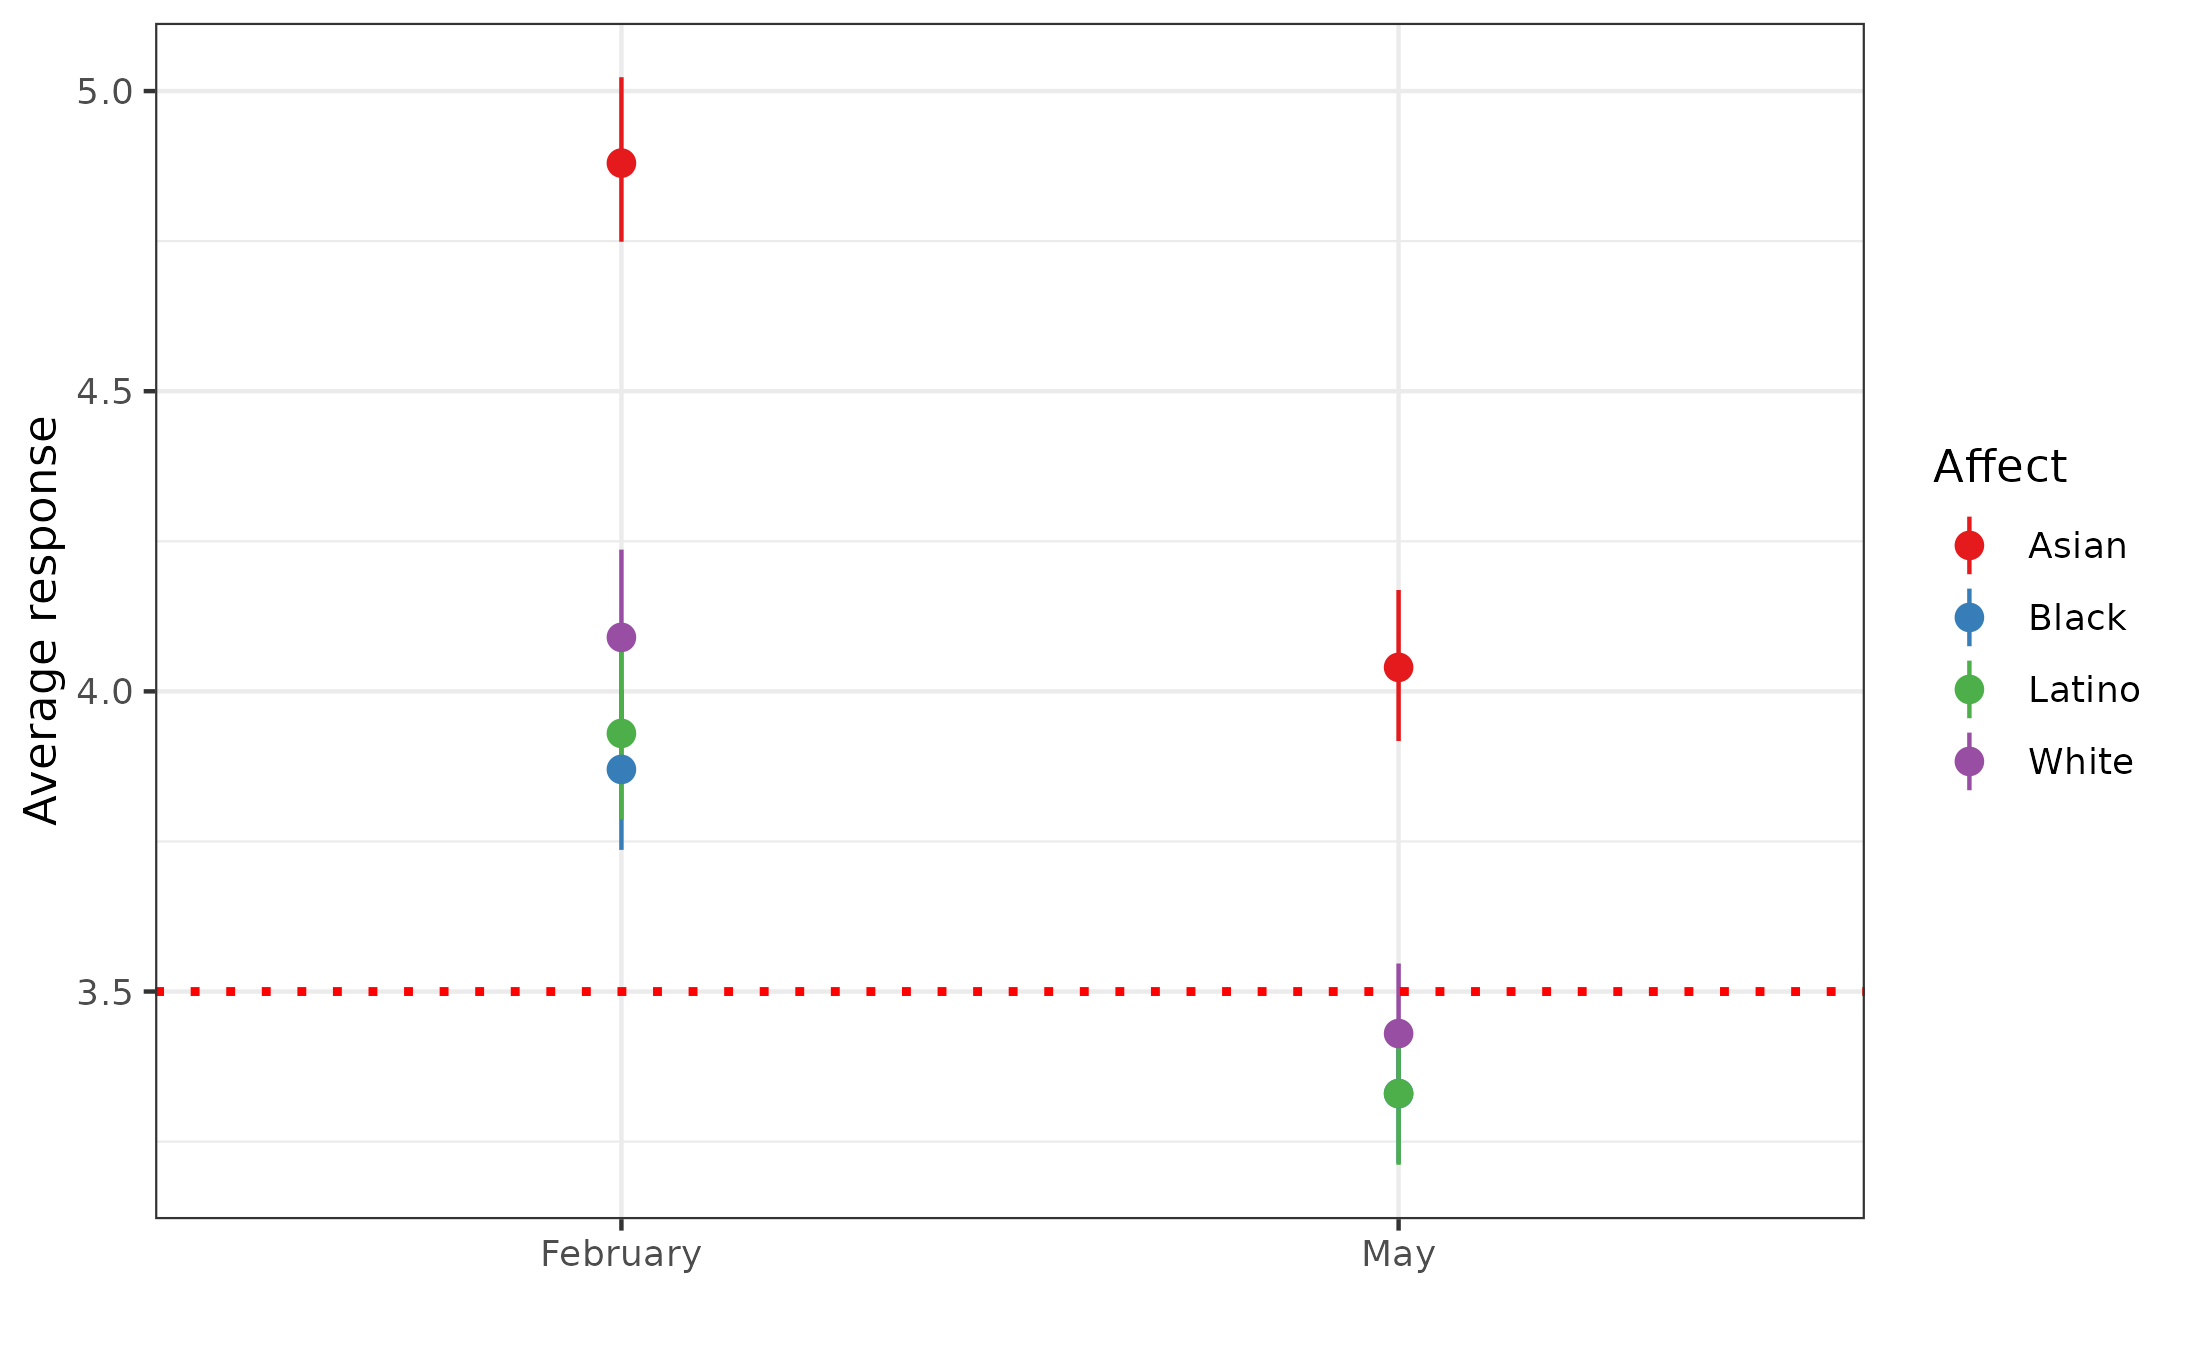 5.0
4.5
4.0
3.5
Average response
February
May
Affect
Asian
Black
Latino
White